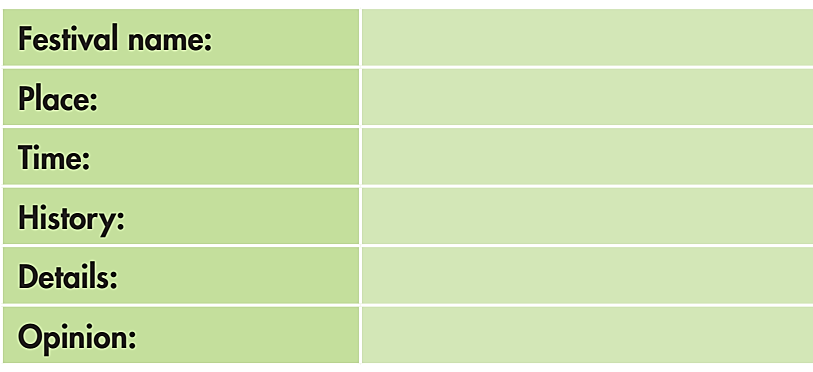 Festival name:
Place:
Time:
History:
Details:
Opinion: